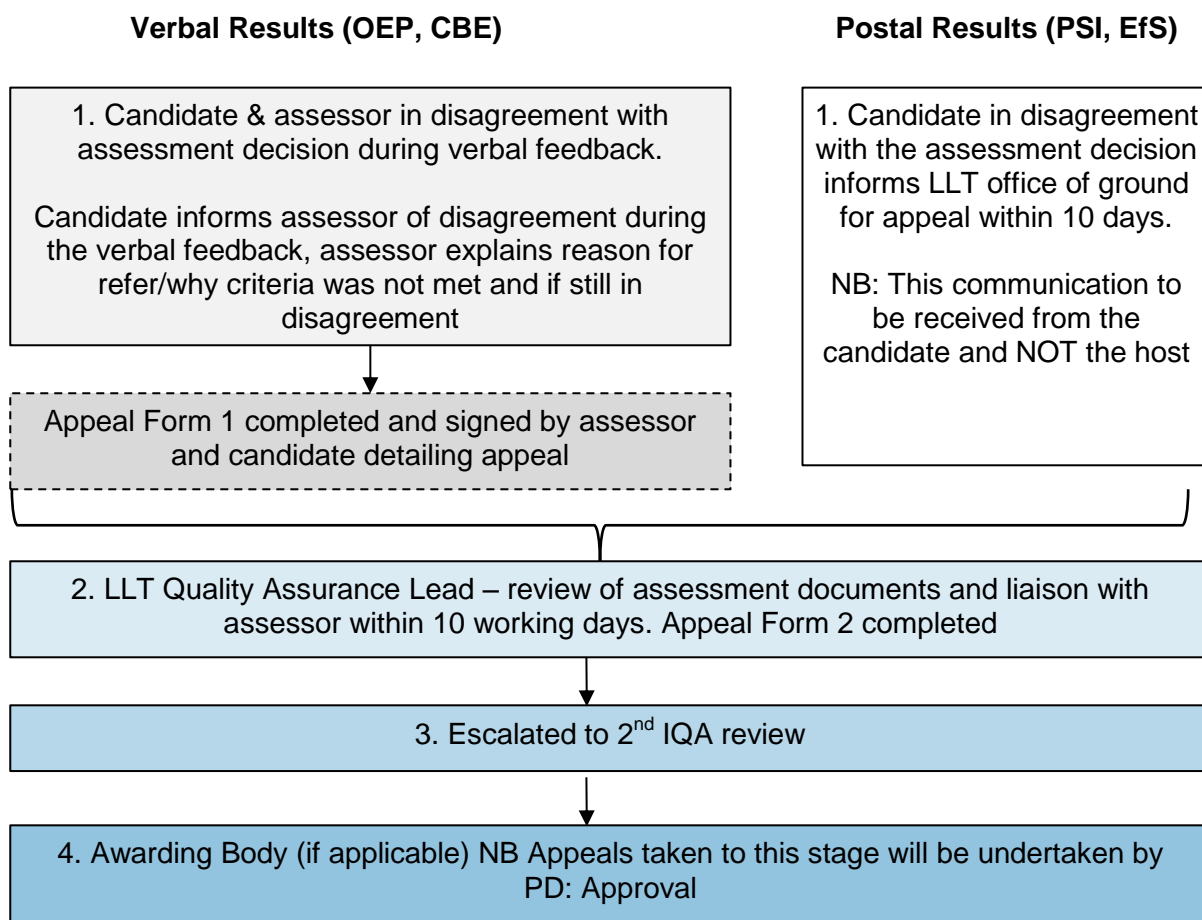 Verbal Results (OEP, CBE)
1. Candidate & assessor in disagreement with
assessment decision during verbal feedback.
Candidate informs assessor of disagreement during
the verbal feedback, assessor explains reason for
refer/why criteria was not met and if still in
disagreement
Appeal Form 1 completed and signed by assessor
and candidate detailing appeal
Postal Results (PSI, EfS)
1. Candidate in disagreement
with the assessment decision
informs LLT office of ground
for appeal within 10 days.
NB: This communication to
be received from the
candidate and NOT the host
2. LLT Quality Assurance Lead – review of assessment documents and liaison with
assessor within 10 working days. Appeal Form 2 completed
3. Escalated to 2nd IQA review
4. Awarding Body (if applicable) NB Appeals taken to this stage will be undertaken by
PD: Approval